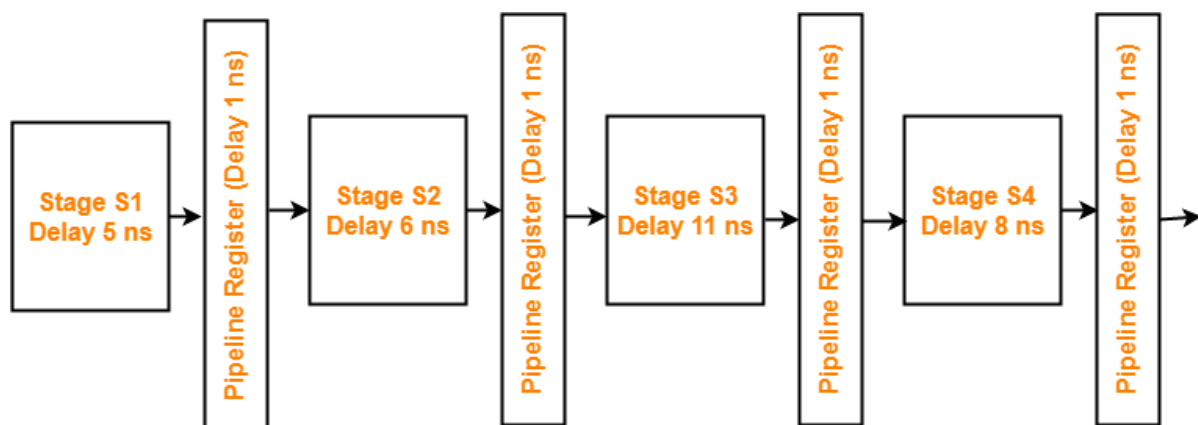 Stage S1
Delay 5 ns
Pipeline Register (Delay 1 ns)
Stage S2
Delay 6 ns
Pipeline Register (Delay 1 ns)
Stage S3
Delay 11 ns
Pipeline Register (Delay 1 ns)
Stage S4
Delay 8 ns
Pipeline Register (Delay 1 ns)